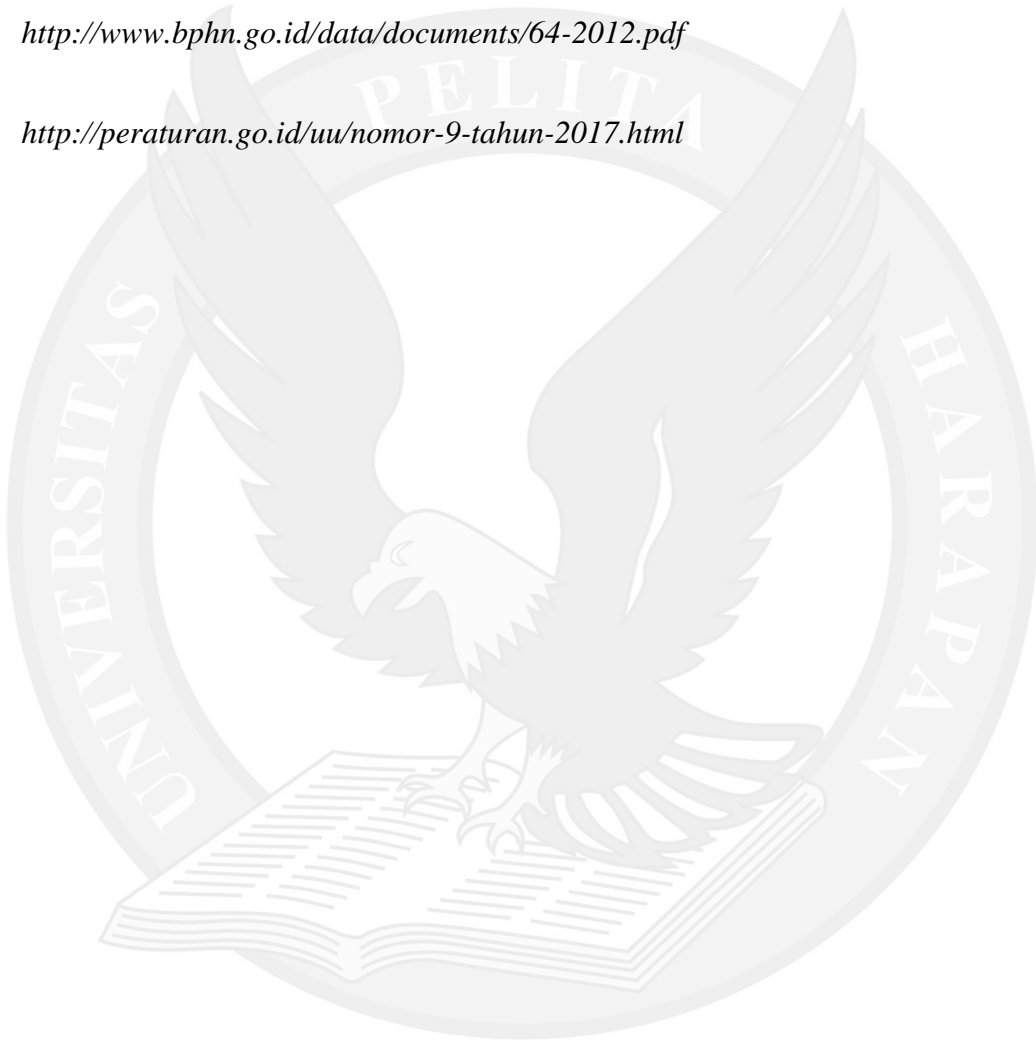 http://www.bphn.go.id/data/documents/64-2012.pdf
http://peraturan.go.id/uu/nomor-9-tahun-2017.html
UNIVERSITAS
PELITA
HARAPAN